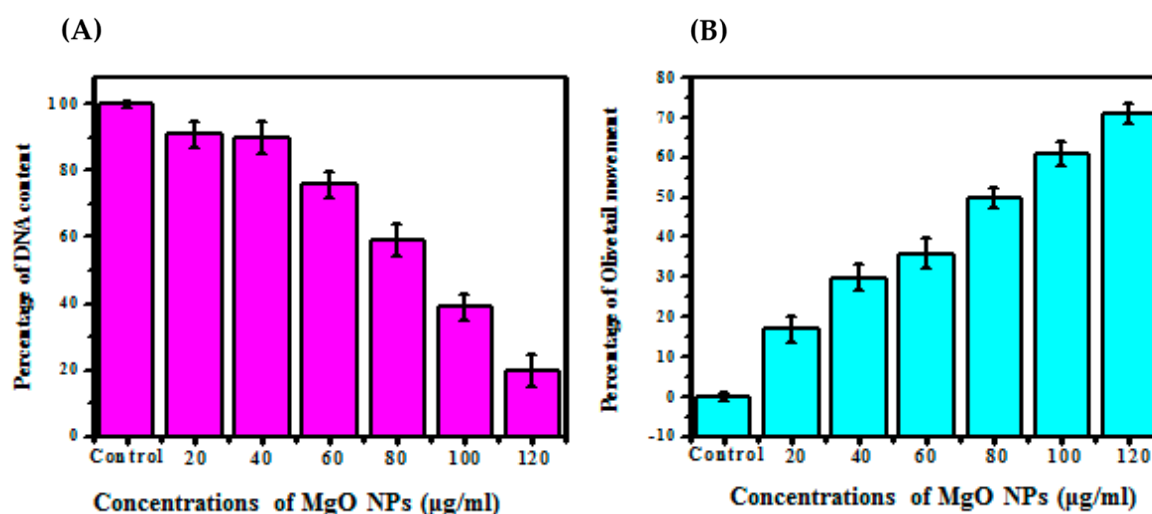 (A)
Percentage of DNA content
100
80
60
40
20
0
Control 20 40 60 80 100 120
Concentrations of MgO NPs (µg/ml)
(B)
Percentage of Olivetail movement
80
70
60
50
40
30
20
10
0
-10
Control 20 40 60 80 100 120
Concentrations of MgO NPs (µg/ml)